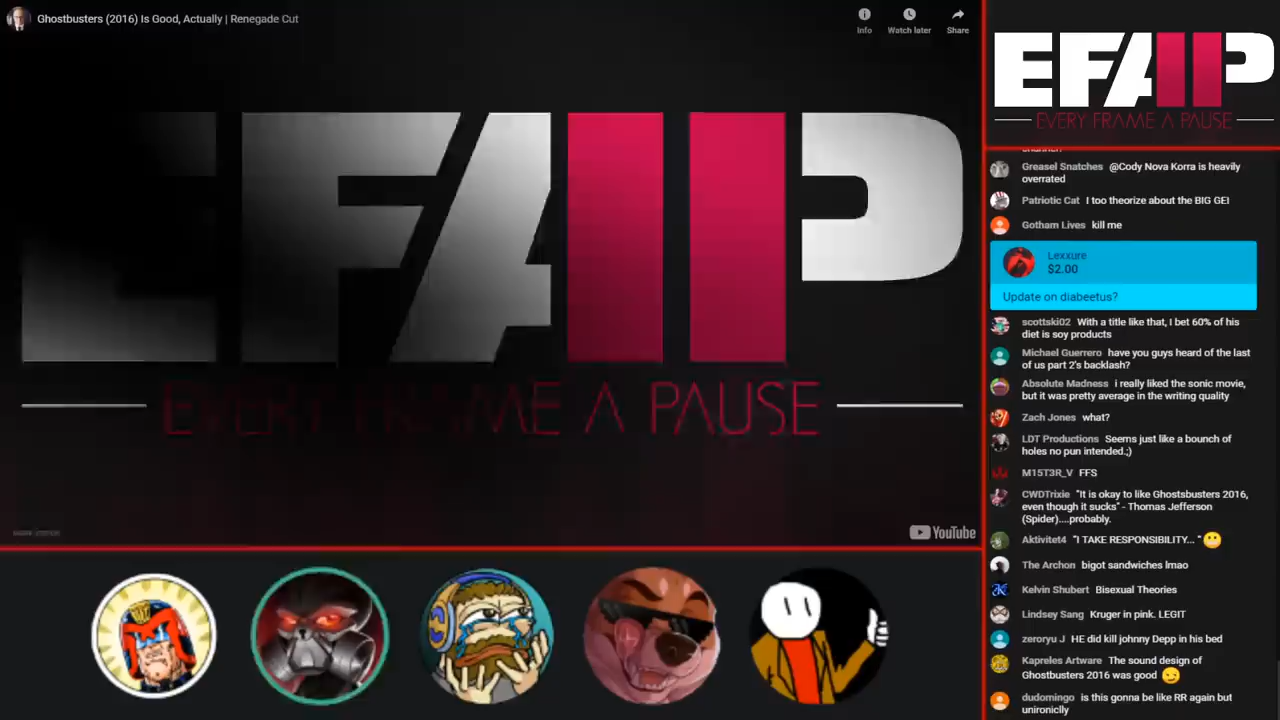 Ghostbusters (2016) Is Good, Actually | Renegade Cut
Info
Watch later
Share
EFAP
EVERY FRAME A PAUSE
YouTube
EFAP
EVERY FRAME A PAUSE
Greasel Snatches @Cody Nova Korra is heavily
overrated
Patriotic Cat I too theorize about the BIG GEI
Gotham Lives kill me
Lexxure
$2.00
Update on diabeetus?
scottski02 With a title like that, I bet 60% of his
diet is soy products
Michael Guerrero have you guys heard of the last
of us part 2's backlash?
Absolute Madness i really liked the sonic movie,
but it was pretty average in the writing quality
Zach Jones what?
LDT Productions Seems just like a bounch of
holes no pun intended.;)
M15T3R_V FFS
CWDTrixie "It is okay to like Ghostsbusters 2016,
even though it sucks" - Thomas Jefferson
(Spider)....probably.
Aktivitet4 "I TAKE RESPONSIBILITY... "
The Archon bigot sandwiches lmao
Kelvin Shubert Bisexual Theories
Lindsey Sang Kruger in pink. LEGIT
zeroryu J HE did kill johnny Depp in his bed
Kapreles Artware The sound design of
Ghostbusters 2016 was good
dudomingo is this gonna be like RR again but
unironiclly